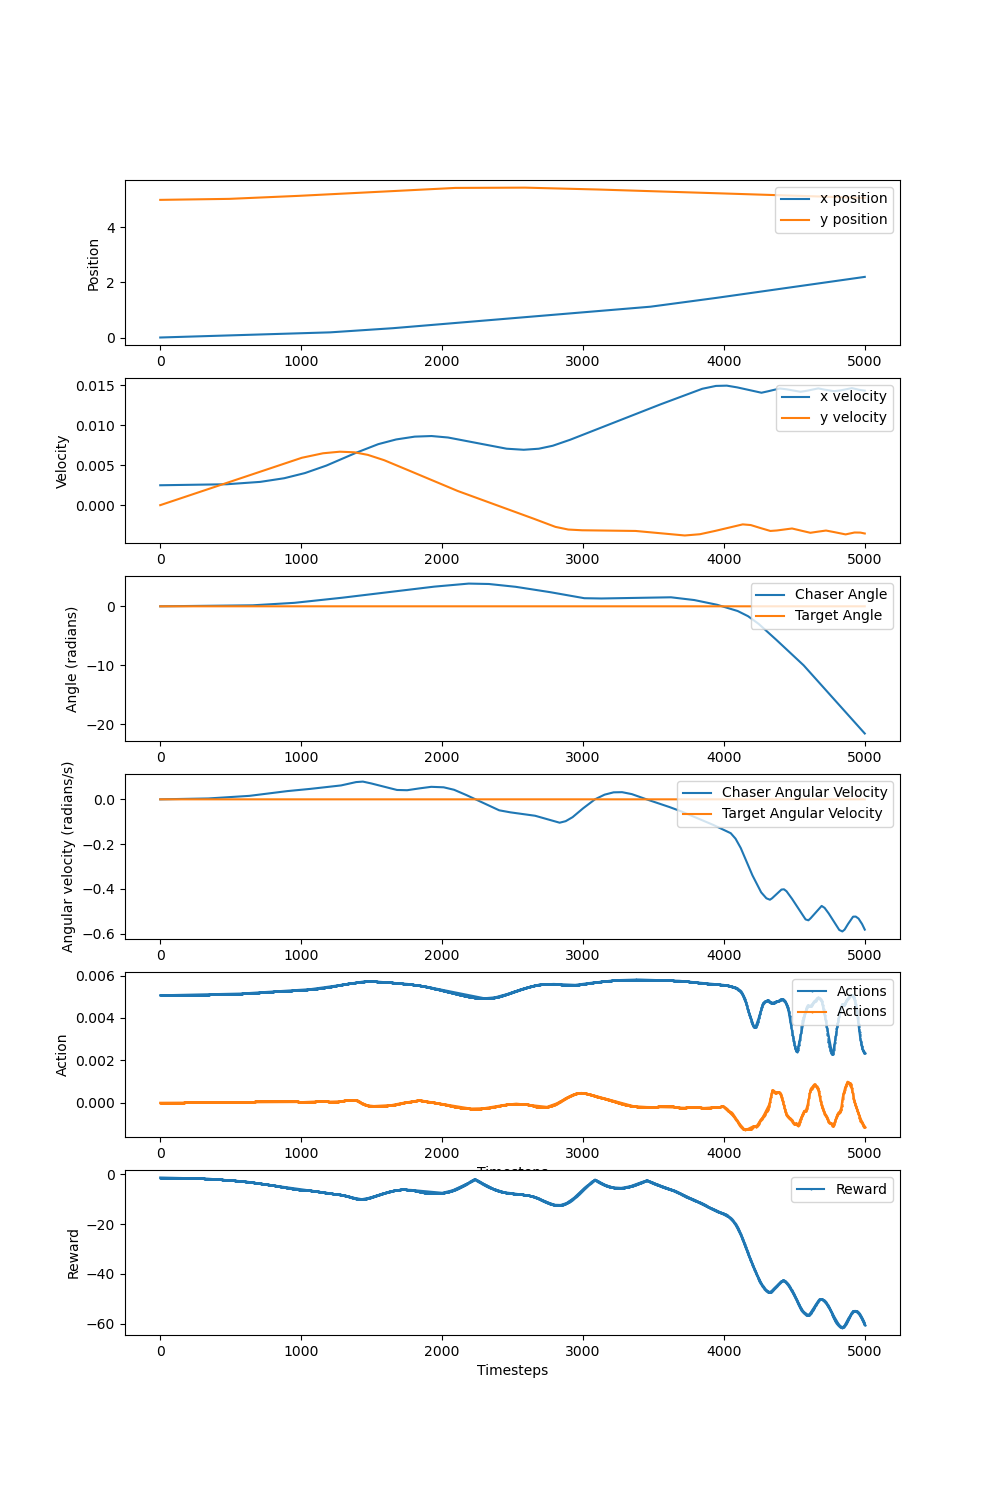 Position
4
2
0
x position
y position
0 1000 2000 3000 4000 5000
Velocity
0.015
0.010
0.005
0.000
x velocity
y velocity
0 1000 2000 3000 4000 5000
Angle (radians)
0
−10
−20
Chaser Angle
Target Angle
0 1000 2000 3000 4000 5000
Angular velocity (radians/s)
0.0
−0.2
−0.4
−0.6
Chaser Angular Velocity
Target Angular Velocity
0 1000 2000 3000 4000 5000
Action
0.006
0.004
0.002
0.000
Actions
Actions
0 1000 2000 3000 4000 5000
Timesteps
Reward
0
−20
−40
−60
Reward
0 1000 2000 3000 4000 5000
Timesteps